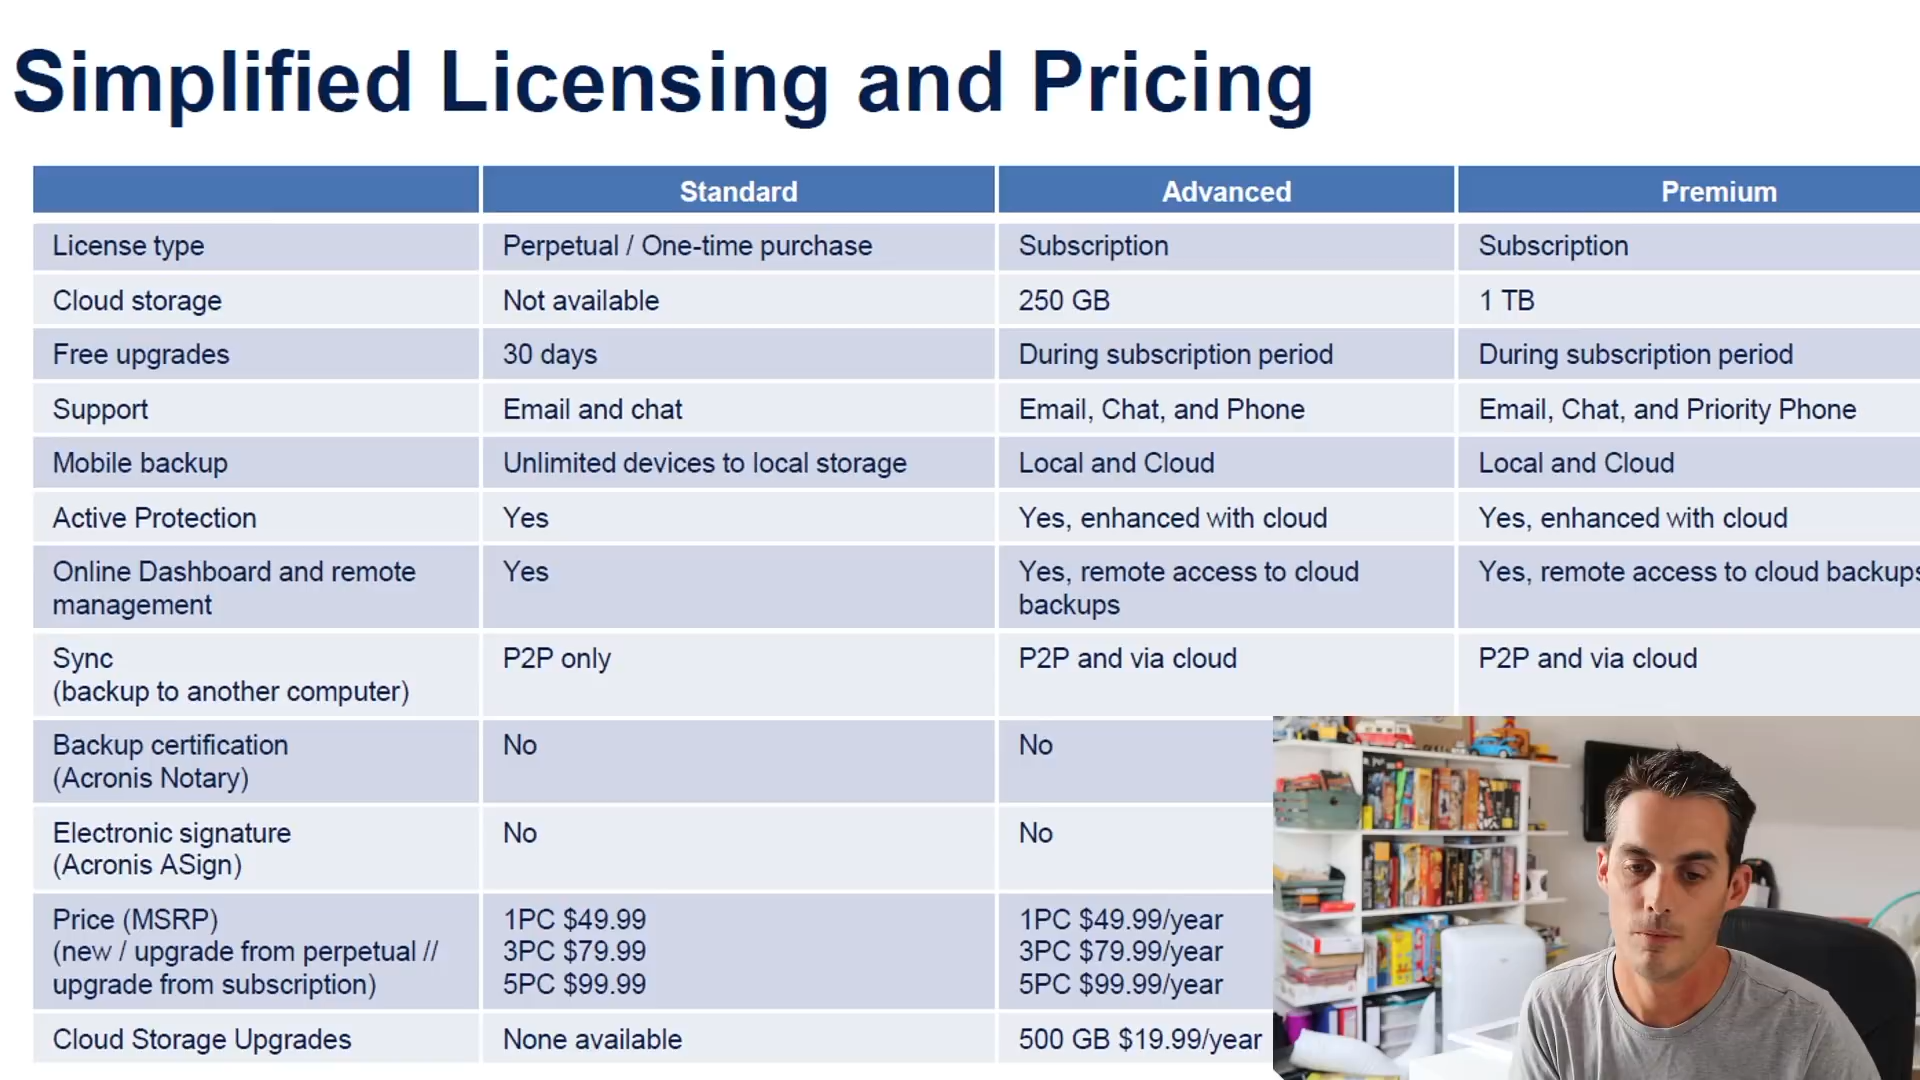 Simplified Licensing and Pricing
Standard Advanced Premium
License type Perpetual / One-time purchase Subscription Subscription
Cloud storage Not available 250 GB 1 TB
Free upgrades 30 days During subscription period During subscription period
Support Email and chat Email, Chat, and Phone Email, Chat, and Priority Phone
Mobile backup Unlimited devices to local storage Local and Cloud Local and Cloud
Active Protection Yes Yes, enhanced with cloud Yes, enhanced with cloud
Online Dashboard and remote Yes Yes, remote access to cloud Yes, remote access to cloud backups
management backups
Sync P2P only P2P and via cloud P2P and via cloud
(backup to another computer)
Backup certification No No
(Acronis Notary)
Electronic signature No No
(Acronis ASign)
Price (MSRP) 1PC $49.99 1PC $49.99/year
(new / upgrade from perpetual // 3PC $79.99 3PC $79.99/year
upgrade from subscription) 5PC $99.99 5PC $99.99/year
Cloud Storage Upgrades None available 500 GB $19.99/year